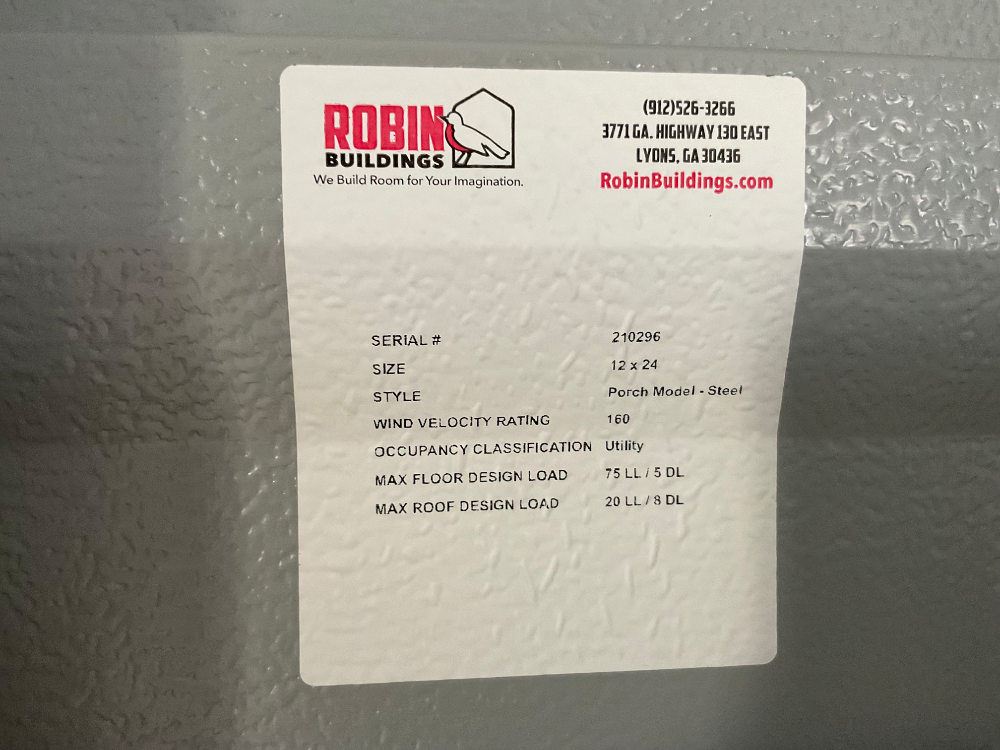 ROBIN
BUILDINGS
We Build Room for Your Imagination.
(912)526-3266
3771 GA. HIGHWAY 130 EAST
LYONS, GA 30436
RobinBuildings.com
SERIAL # 210296
SIZE 12 x 24
STYLE Porch Model - Steel
WIND VELOCITY RATING 160
OCCUPANCY CLASSIFICATION Utility
MAX FLOOR DESIGN LOAD 75 LL / 5 DL
MAX ROOF DESIGN LOAD 20 LL / 8 DL